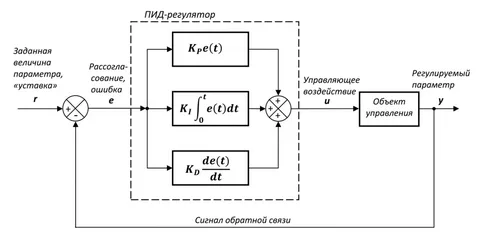 ПИД-регулятор
Заданная
величина
параметра,
«уставка»
r
Рассогла-
сование,
ошибка
e
K_P e(t)
K_I ∫_0^t e(t)dt
K_D de(t)/dt
+
-
+
+
+
Управляющее
воздействие
u
Объект
управления
Регулируемый
параметр
y
Сигнал обратной связи